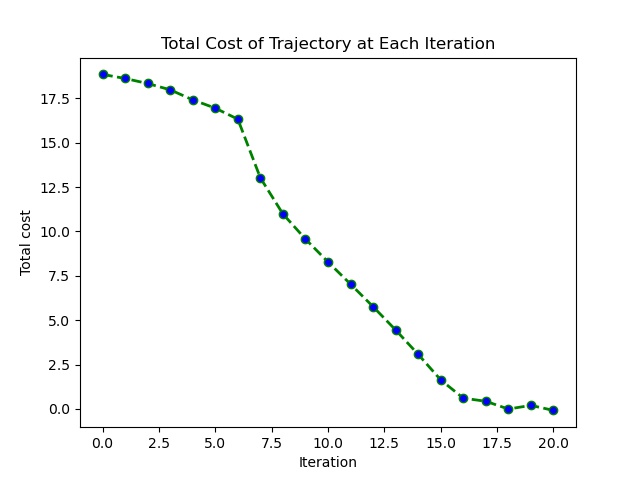 Total Cost of Trajectory at Each Iteration
17.5
15.0
12.5
10.0
7.5
5.0
2.5
0.0
Total cost
0.0 2.5 5.0 7.5 10.0 12.5 15.0 17.5 20.0
Iteration